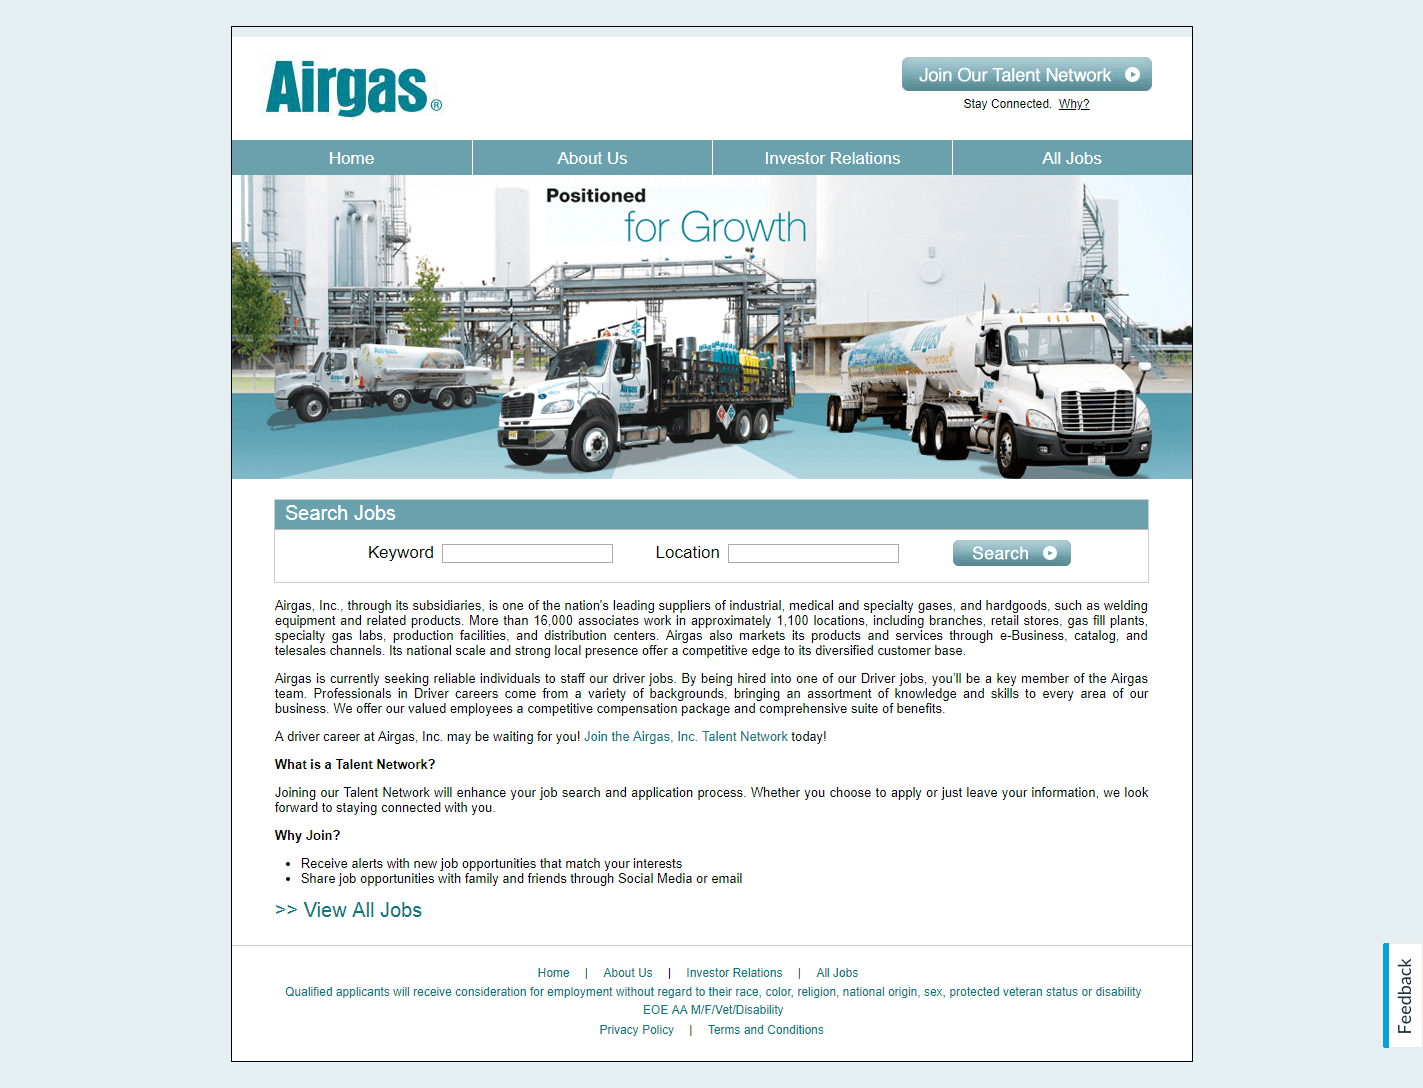 Airgas®
Join Our Talent Network
Stay Connected. Why?
Home
About Us
Investor Relations
All Jobs
Positioned
for Growth
Airgas
Airgas
Airgas
Search Jobs
Keyword
Location
Search
Airgas, Inc., through its subsidiaries, is one of the nation's leading suppliers of industrial, medical and specialty gases, and hardgoods, such as welding
equipment and related products. More than 16,000 associates work in approximately 1,100 locations, including branches, retail stores, gas fill plants,
specialty gas labs, production facilities, and distribution centers. Airgas also markets its products and services through e-Business, catalog, and
telesales channels. Its national scale and strong local presence offer a competitive edge to its diversified customer base.
Airgas is currently seeking reliable individuals to staff our driver jobs. By being hired into one of our Driver jobs, you'll be a key member of the Airgas
team. Professionals in Driver careers come from a variety of backgrounds, bringing an assortment of knowledge and skills to every area of our
business. We offer our valued employees a competitive compensation package and comprehensive suite of benefits.
A driver career at Airgas, Inc. may be waiting for you! Join the Airgas, Inc. Talent Network today!
What is a Talent Network?
Joining our Talent Network will enhance your job search and application process. Whether you choose to apply or just leave your information, we look
forward to staying connected with you.
Why Join?
• Receive alerts with new job opportunities that match your interests
• Share job opportunities with family and friends through Social Media or email
>> View All Jobs
Home | About Us | Investor Relations | All Jobs
Qualified applicants will receive consideration for employment without regard to their race, color, religion, national origin, sex, protected veteran status or disability
EOE AA M/F/Vet/Disability
Privacy Policy | Terms and Conditions
Feedback